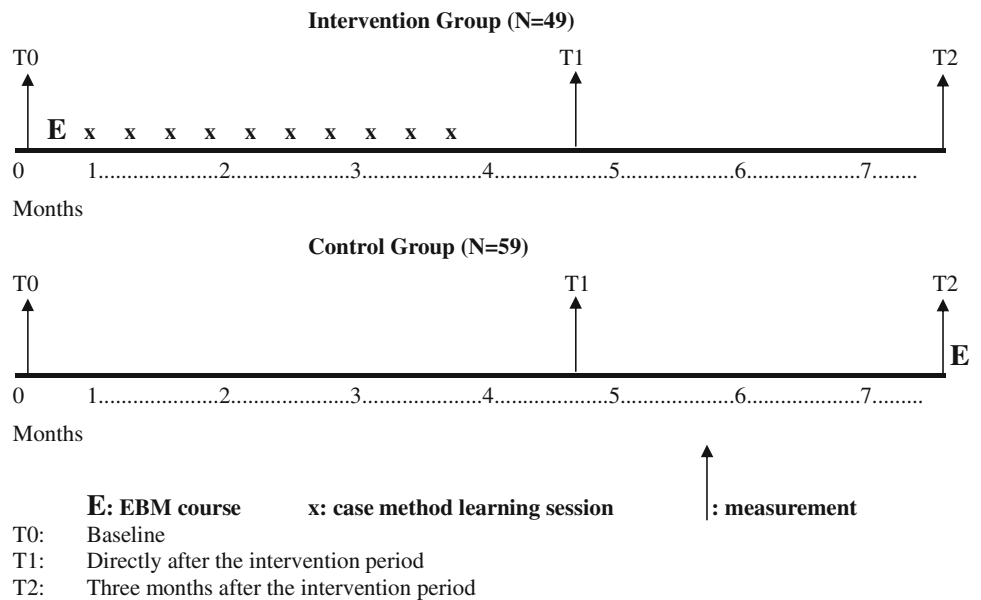 Intervention Group (N=49)
T0 T1 T2
E x x x x x x x x x x
0 1.....................2.....................3.....................4.....................5.....................6.....................7........
Months
Control Group (N=59)
T0 T1 T2
E
0 1.....................2.....................3.....................4.....................5.....................6.....................7.........
Months
E: EBM course x: case method learning session : measurement
T0: Baseline
T1: Directly after the intervention period
T2: Three months after the intervention period